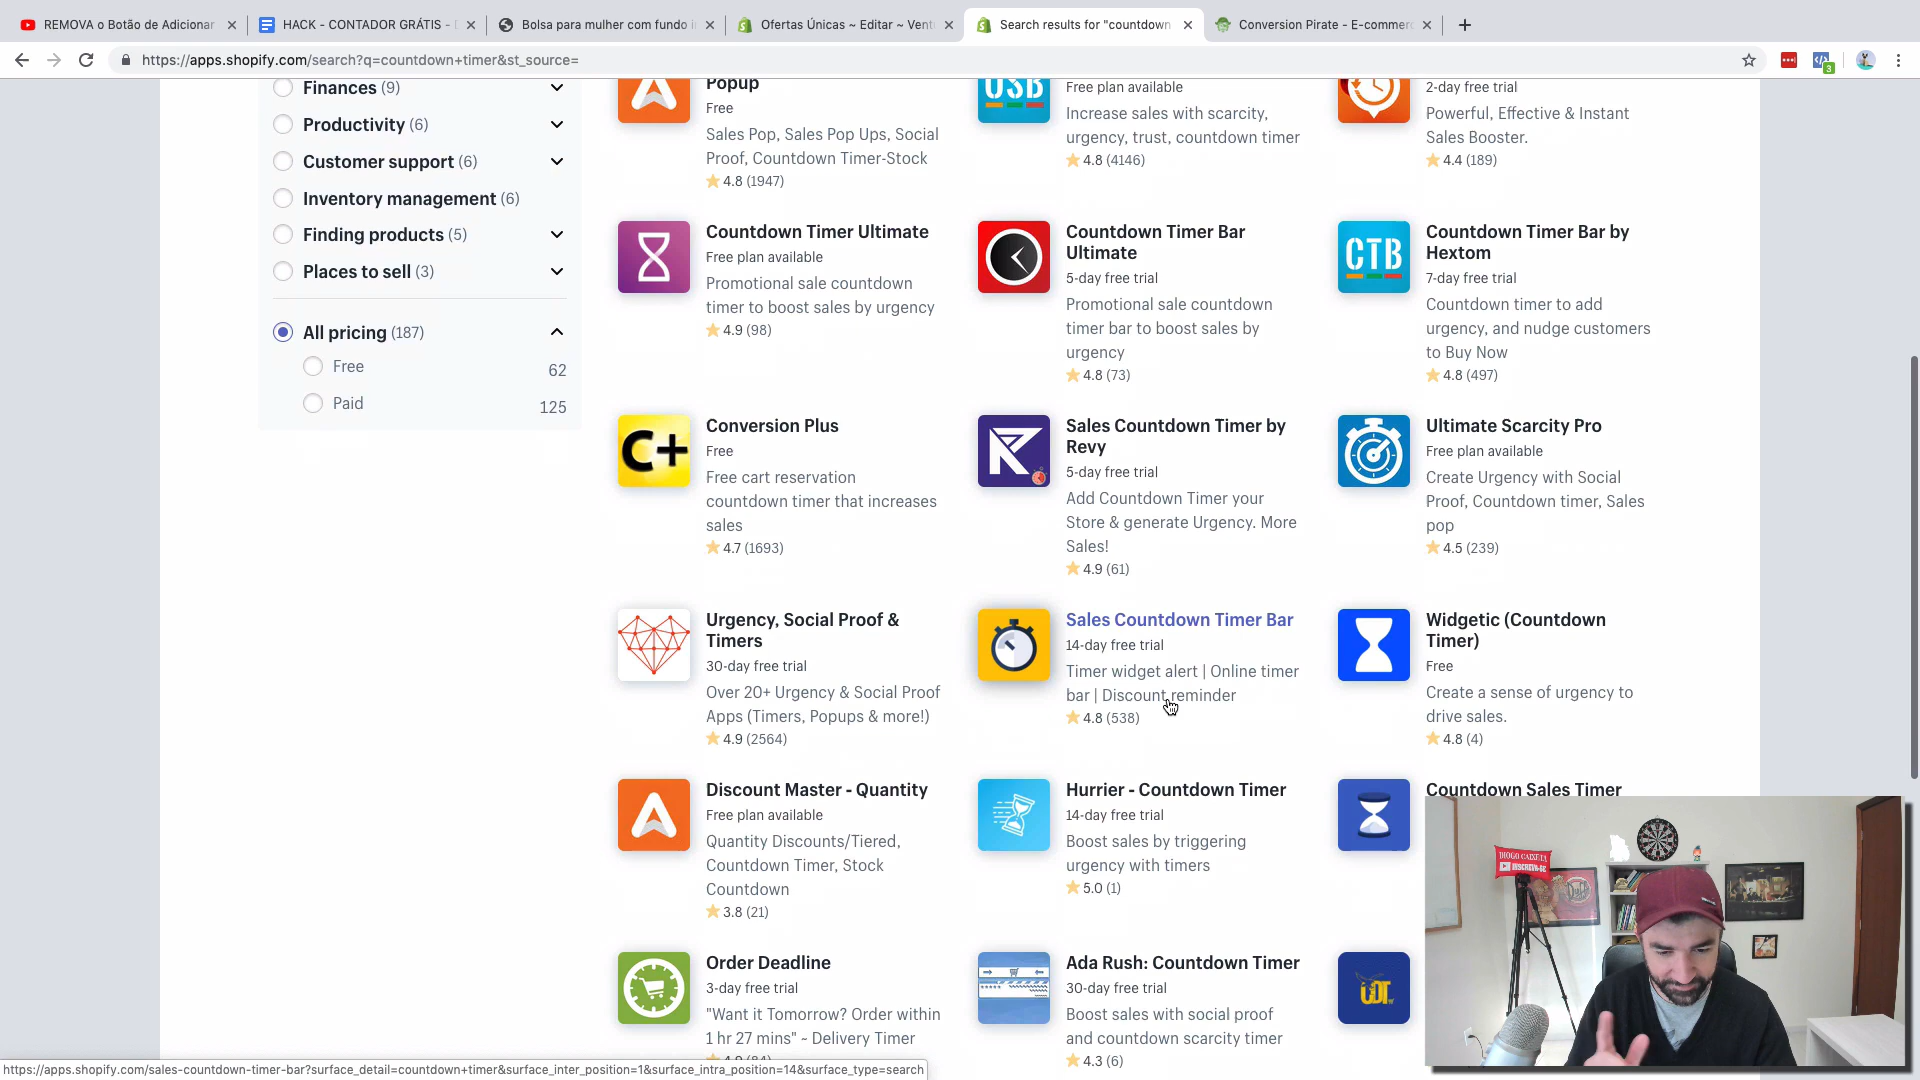 REMOVA o Botão de Adicionar
HACK - CONTADOR GRÁTIS -
Bolsa para mulher com fundo
Ofertas Únicas ~ Editar ~ Vent
Search results for "countdown
Conversion Pirate - E-commerc
https://apps.shopify.com/search?q=countdown+timer&st_source=
3
Finances (9)
Productivity (6)
Customer support (6)
Inventory management (6)
Finding products (5)
Places to sell (3)
All pricing (187)
Free 62
Paid 125
Popup
Free
Sales Pop, Sales Pop Ups, Social
Proof, Countdown Timer-Stock
4.8 (1947)
USB
Free plan available
Increase sales with scarcity,
urgency, trust, countdown timer
4.8 (4146)
2-day free trial
Powerful, Effective & Instant
Sales Booster.
4.4 (189)
Countdown Timer Ultimate
Free plan available
Promotional sale countdown
timer to boost sales by urgency
4.9 (98)
Countdown Timer Bar
Ultimate
5-day free trial
Promotional sale countdown
timer bar to boost sales by
urgency
4.8 (73)
CTB
Countdown Timer Bar by
Hextom
7-day free trial
Countdown timer to add
urgency, and nudge customers
to Buy Now
4.8 (497)
C+
Conversion Plus
Free
Free cart reservation
countdown timer that increases
sales
4.7 (1693)
Sales Countdown Timer by
Revy
5-day free trial
Add Countdown Timer your
Store & generate Urgency. More
Sales!
4.9 (61)
Ultimate Scarcity Pro
Free plan available
Create Urgency with Social
Proof, Countdown timer, Sales
pop
4.5 (239)
Urgency, Social Proof &
Timers
30-day free trial
Over 20+ Urgency & Social Proof
Apps (Timers, Popups & more!)
4.9 (2564)
Sales Countdown Timer Bar
14-day free trial
Timer widget alert | Online timer
bar | Discount reminder
4.8 (538)
Widgetic (Countdown
Timer)
Free
Create a sense of urgency to
drive sales.
4.8 (4)
Discount Master - Quantity
Free plan available
Quantity Discounts/Tiered,
Countdown Timer, Stock
Countdown
3.8 (21)
Hurrier - Countdown Timer
14-day free trial
Boost sales by triggering
urgency with timers
5.0 (1)
Countdown Sales Timer
DIOGO CAIXETA
INSCREVA-SE
Order Deadline
3-day free trial
"Want it Tomorrow? Order within
1 hr 27 mins" ~ Delivery Timer
Ada Rush: Countdown Timer
30-day free trial
Boost sales with social proof
and countdown scarcity timer
4.3 (6)
UDT
https://apps.shopify.com/sales-countdown-timer-bar?surface_detail=countdown+timer&surface_inter_position=1&surface_intra_position=14&surface_type=search